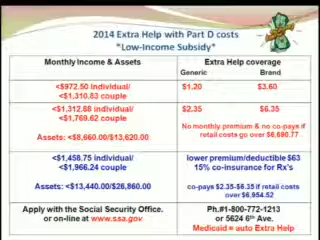 2014 Extra Help with Part D costs
*Low-Income Subsidy*
Monthly Income & Assets
Extra Help coverage
Generic Brand
<$972.50 individual/
<$1,310.83 couple
$1.20 $3.60
<$1,312.88 individual/
<$1,769.62 couple
Assets: <$8,660.00/$13,620.00
$2.35 $6.35
No monthly premium & no co-pays if
retail costs go over $6,690.77
<$1,458.75 individual/
<$1,966.24 couple
Assets: <$13,440.00/$26,860.00
lower premium/deductible $63
15% co-insurance for Rx's
co-pays $2.35-$6.35 if retail costs
over $6,954.52
Apply with the Social Security Office.
or on-line at www.ssa.gov
Ph.#1-800-772-1213
or 5624 6th Ave.
Medicaid = auto Extra Help